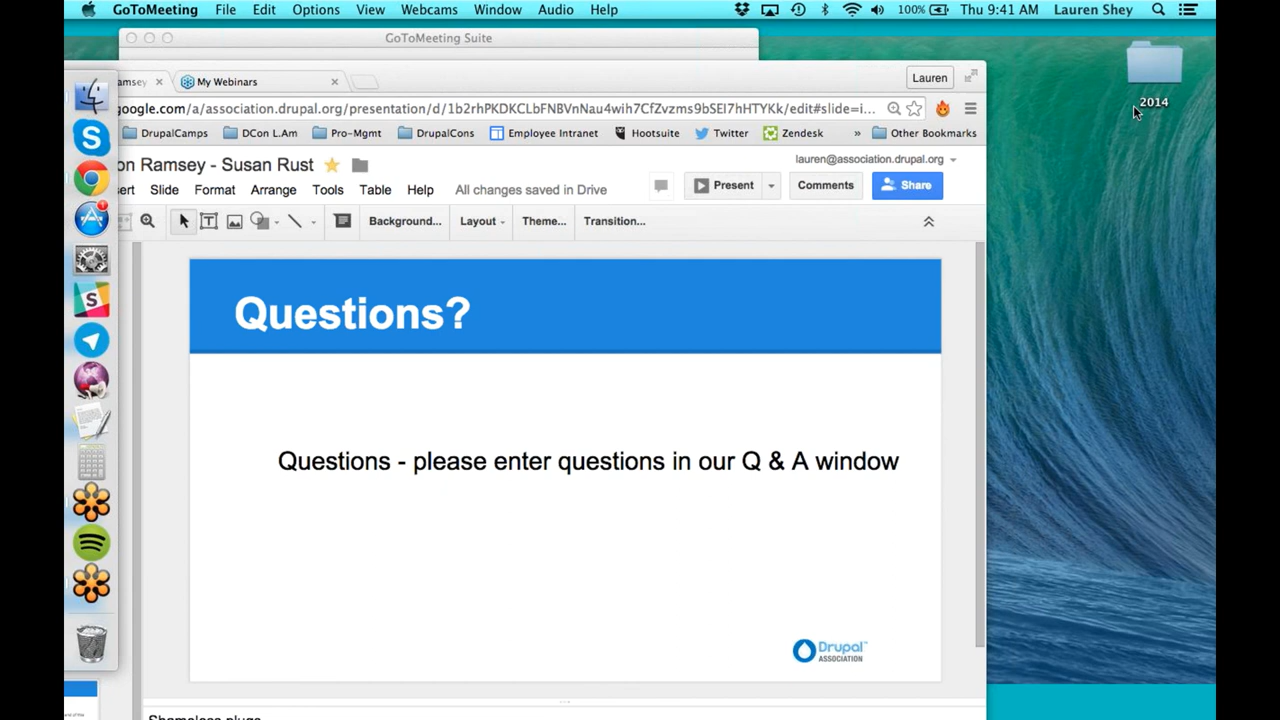 GoToMeeting File Edit Options View Webcams Window Audio Help 100% Thu 9:41 AM Lauren Shey
GoToMeeting Suite
2014
amsey × My Webinars × Lauren
google.com/a/association.drupal.org/presentation/d/1b2rhPKDKCLbFNBVnNau4wih7CfZvzms9bSEl7hHTYKk/edit#slide=i...
DrupalCamps DCon L.Am Pro-Mgmt DrupalCons Employee Intranet Hootsuite Twitter Zendesk » Other Bookmarks
on Ramsey - Susan Rust
lauren@association.drupal.org
ert Slide Format Arrange Tools Table Help All changes saved in Drive Present Comments Share
Background... Layout Theme... Transition...
Questions?
Questions - please enter questions in our Q & A window
Drupal
ASSOCIATION